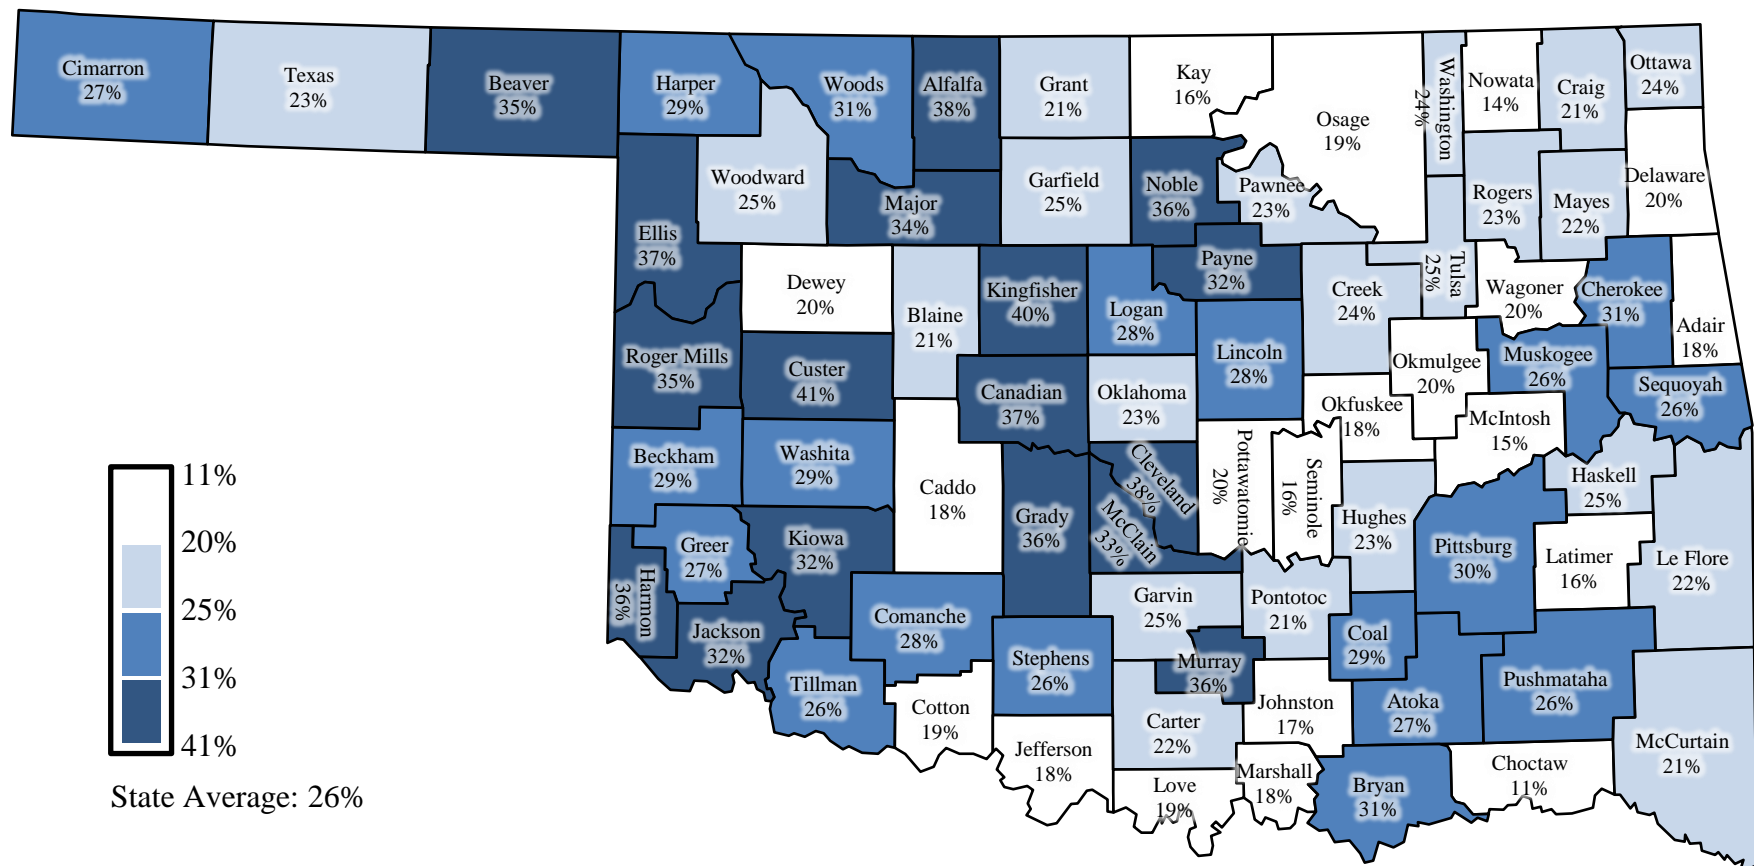 Cimarron
27%
Texas
23%
Beaver
35%
Harper
29%
Woods
31%
Alfalfa
38%
Grant
21%
Kay
16%
Osage
19%
Washington
24%
Nowata
14%
Craig
21%
Ottawa
24%
Woodward
25%
Major
34%
Garfield
25%
Noble
36%
Pawnee
23%
Rogers
23%
Mayes
22%
Delaware
20%
Ellis
37%
Dewey
20%
Blaine
21%
Kingfisher
40%
Logan
28%
Payne
32%
Creek
24%
Tulsa
25%
Wagoner
20%
Cherokee
31%
Adair
18%
Roger Mills
35%
Custer
41%
Canadian
37%
Oklahoma
23%
Lincoln
28%
Okmulgee
20%
Muskogee
26%
Sequoyah
26%
Okfuskee
18%
McIntosh
15%
Beckham
29%
Washita
29%
Caddo
18%
Grady
36%
Cleveland
38%
McClain
33%
Pottawatomie
20%
Seminole
16%
Hughes
23%
Haskell
25%
Pittsburg
30%
Latimer
16%
Le Flore
22%
Greer
27%
Kiowa
32%
Harmon
36%
Jackson
32%
Comanche
28%
Garvin
25%
Pontotoc
21%
Coal
29%
Stephens
26%
Murray
36%
Tillman
26%
Cotton
19%
Carter
22%
Johnston
17%
Atoka
27%
Pushmataha
26%
Jefferson
18%
Love
19%
Marshall
18%
Bryan
31%
Choctaw
11%
McCurtain
21%
11%
20%
25%
31%
41%
State Average: 26%